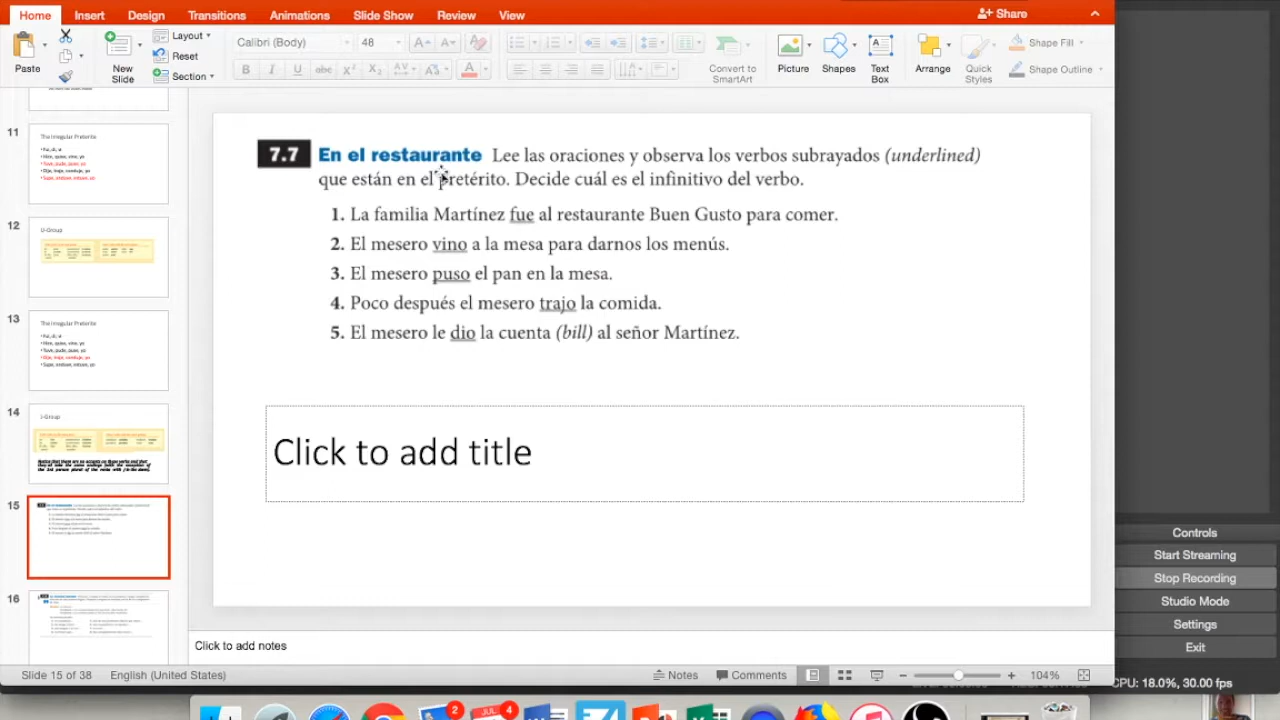 Home Insert Design Transitions Animations Slide Show Review View Share
Layout Calibri (Body) 48
Reset Shape Fill
Paste New Slide Section Convert to SmartArt Picture Shapes Text Box Arrange Quick Styles Shape Outline
11
The Irregular Preterite
12
U-Group
13
The Irregular Preterite
14
J-Group
15
16
7.7 En el restaurante. Lee las oraciones y observa los verbos subrayados (underlined)
que están en el pretérito. Decide cuál es el infinitivo del verbo.
1. La familia Martínez fue al restaurante Buen Gusto para comer.
2. El mesero vino a la mesa para darnos los menús.
3. El mesero puso el pan en la mesa.
4. Poco después el mesero trajo la comida.
5. El mesero le dio la cuenta (bill) al señor Martínez.
Click to add title
Click to add notes
Slide 15 of 38 English (United States) Notes Comments 104%
Controls
Start Streaming
Stop Recording
Studio Mode
Settings
Exit
CPU: 18.0%, 30.00 fps
2
JUL 4